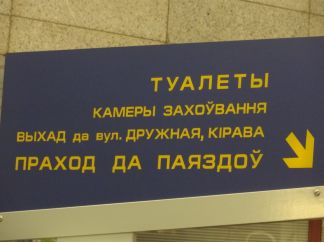 ТУАЛЕТЫ
КАМЕРЫ ЗАХОЎВАННЯ
ВЫХАД да вул. ДРУЖНАЯ, КІРАВА
ПРАХОД ДА ПАЯЗДОЎ